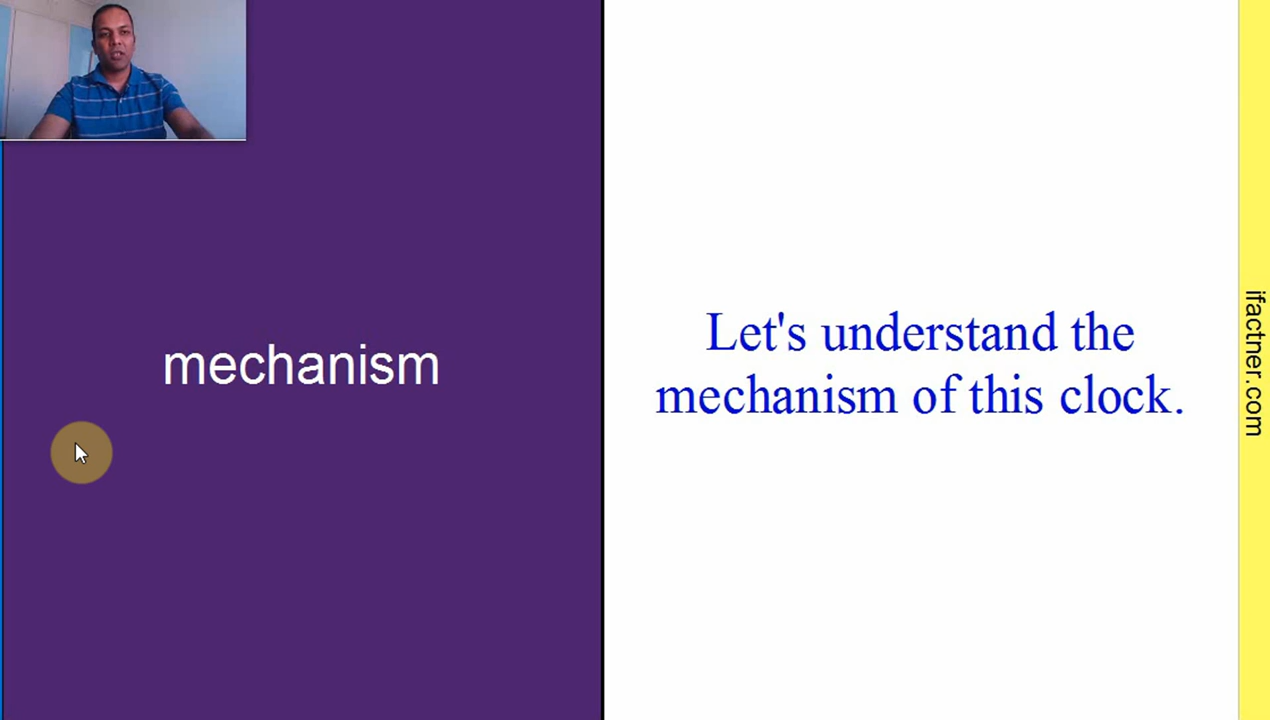 mechanism
Let's understand the
mechanism of this clock.
ifactner.com